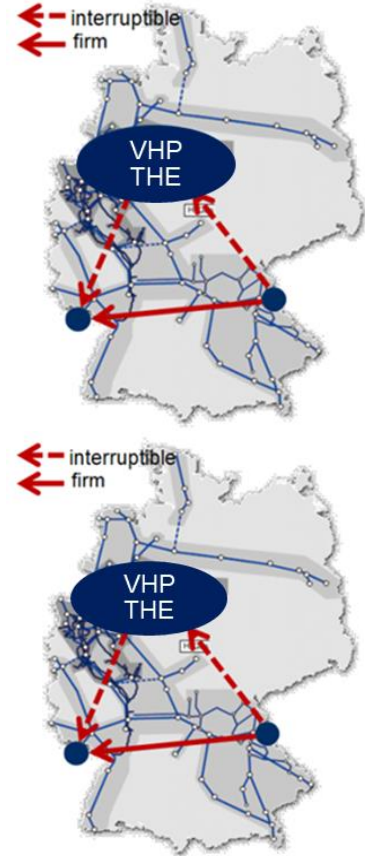 interruptible
firm
VHP
THE
interruptible
firm
VHP
THE